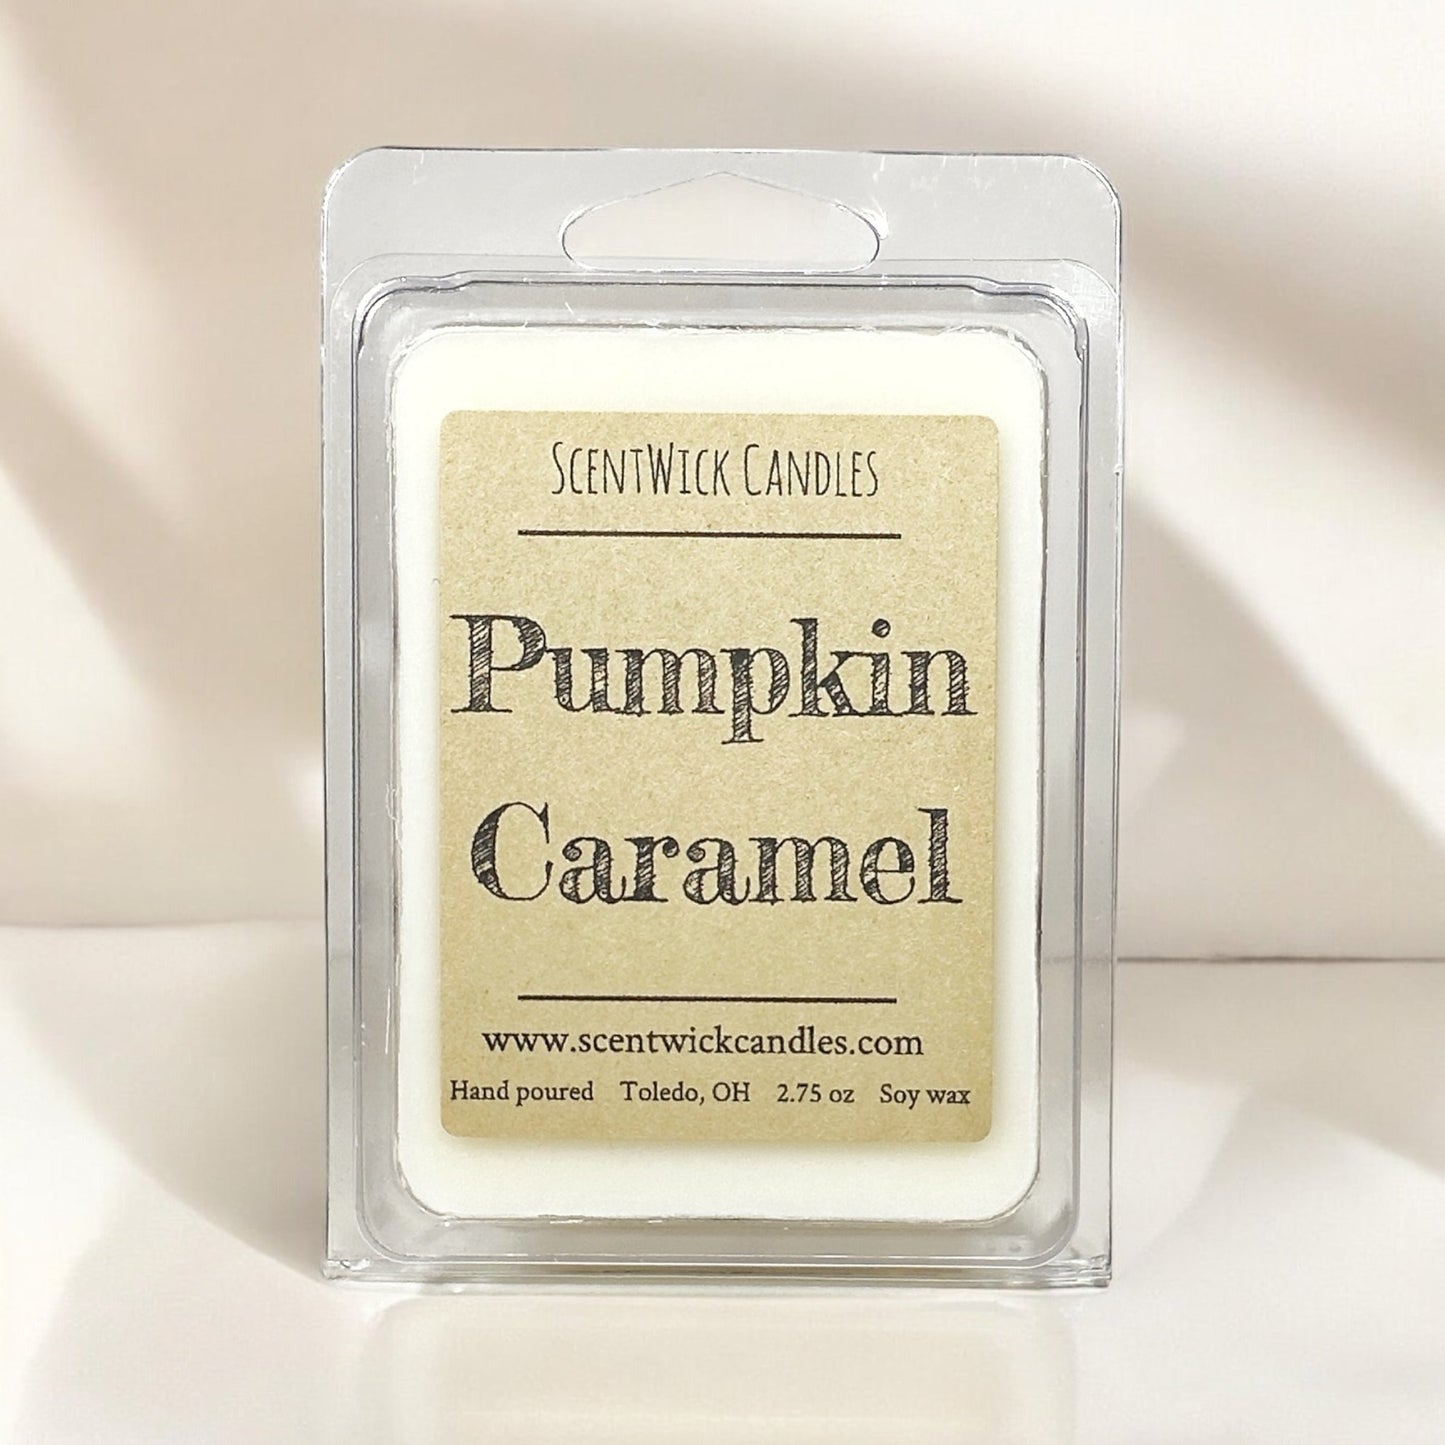 ScentWick Candles
Pumpkin
Caramel
www.scentwickcandles.com
Hand poured Toledo, OH 2.75 oz Soy wax